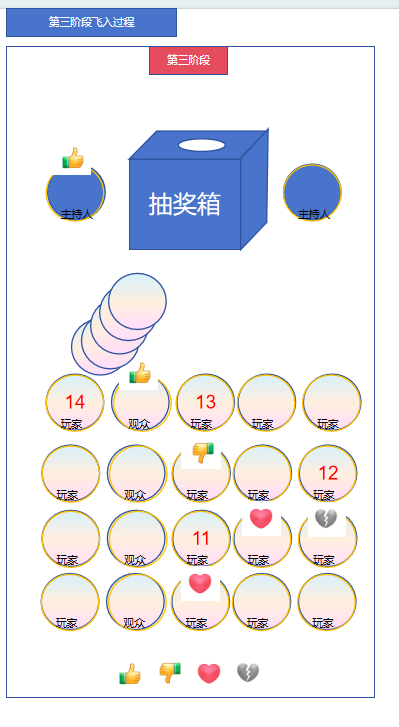 第三阶段飞入过程
第三阶段
主持人
抽奖箱
主持人
14 13
玩家 观众 玩家 玩家 玩家
12
玩家 观众 玩家 玩家 玩家
11
玩家 观众 玩家 玩家 玩家
玩家 观众 玩家 玩家 玩家